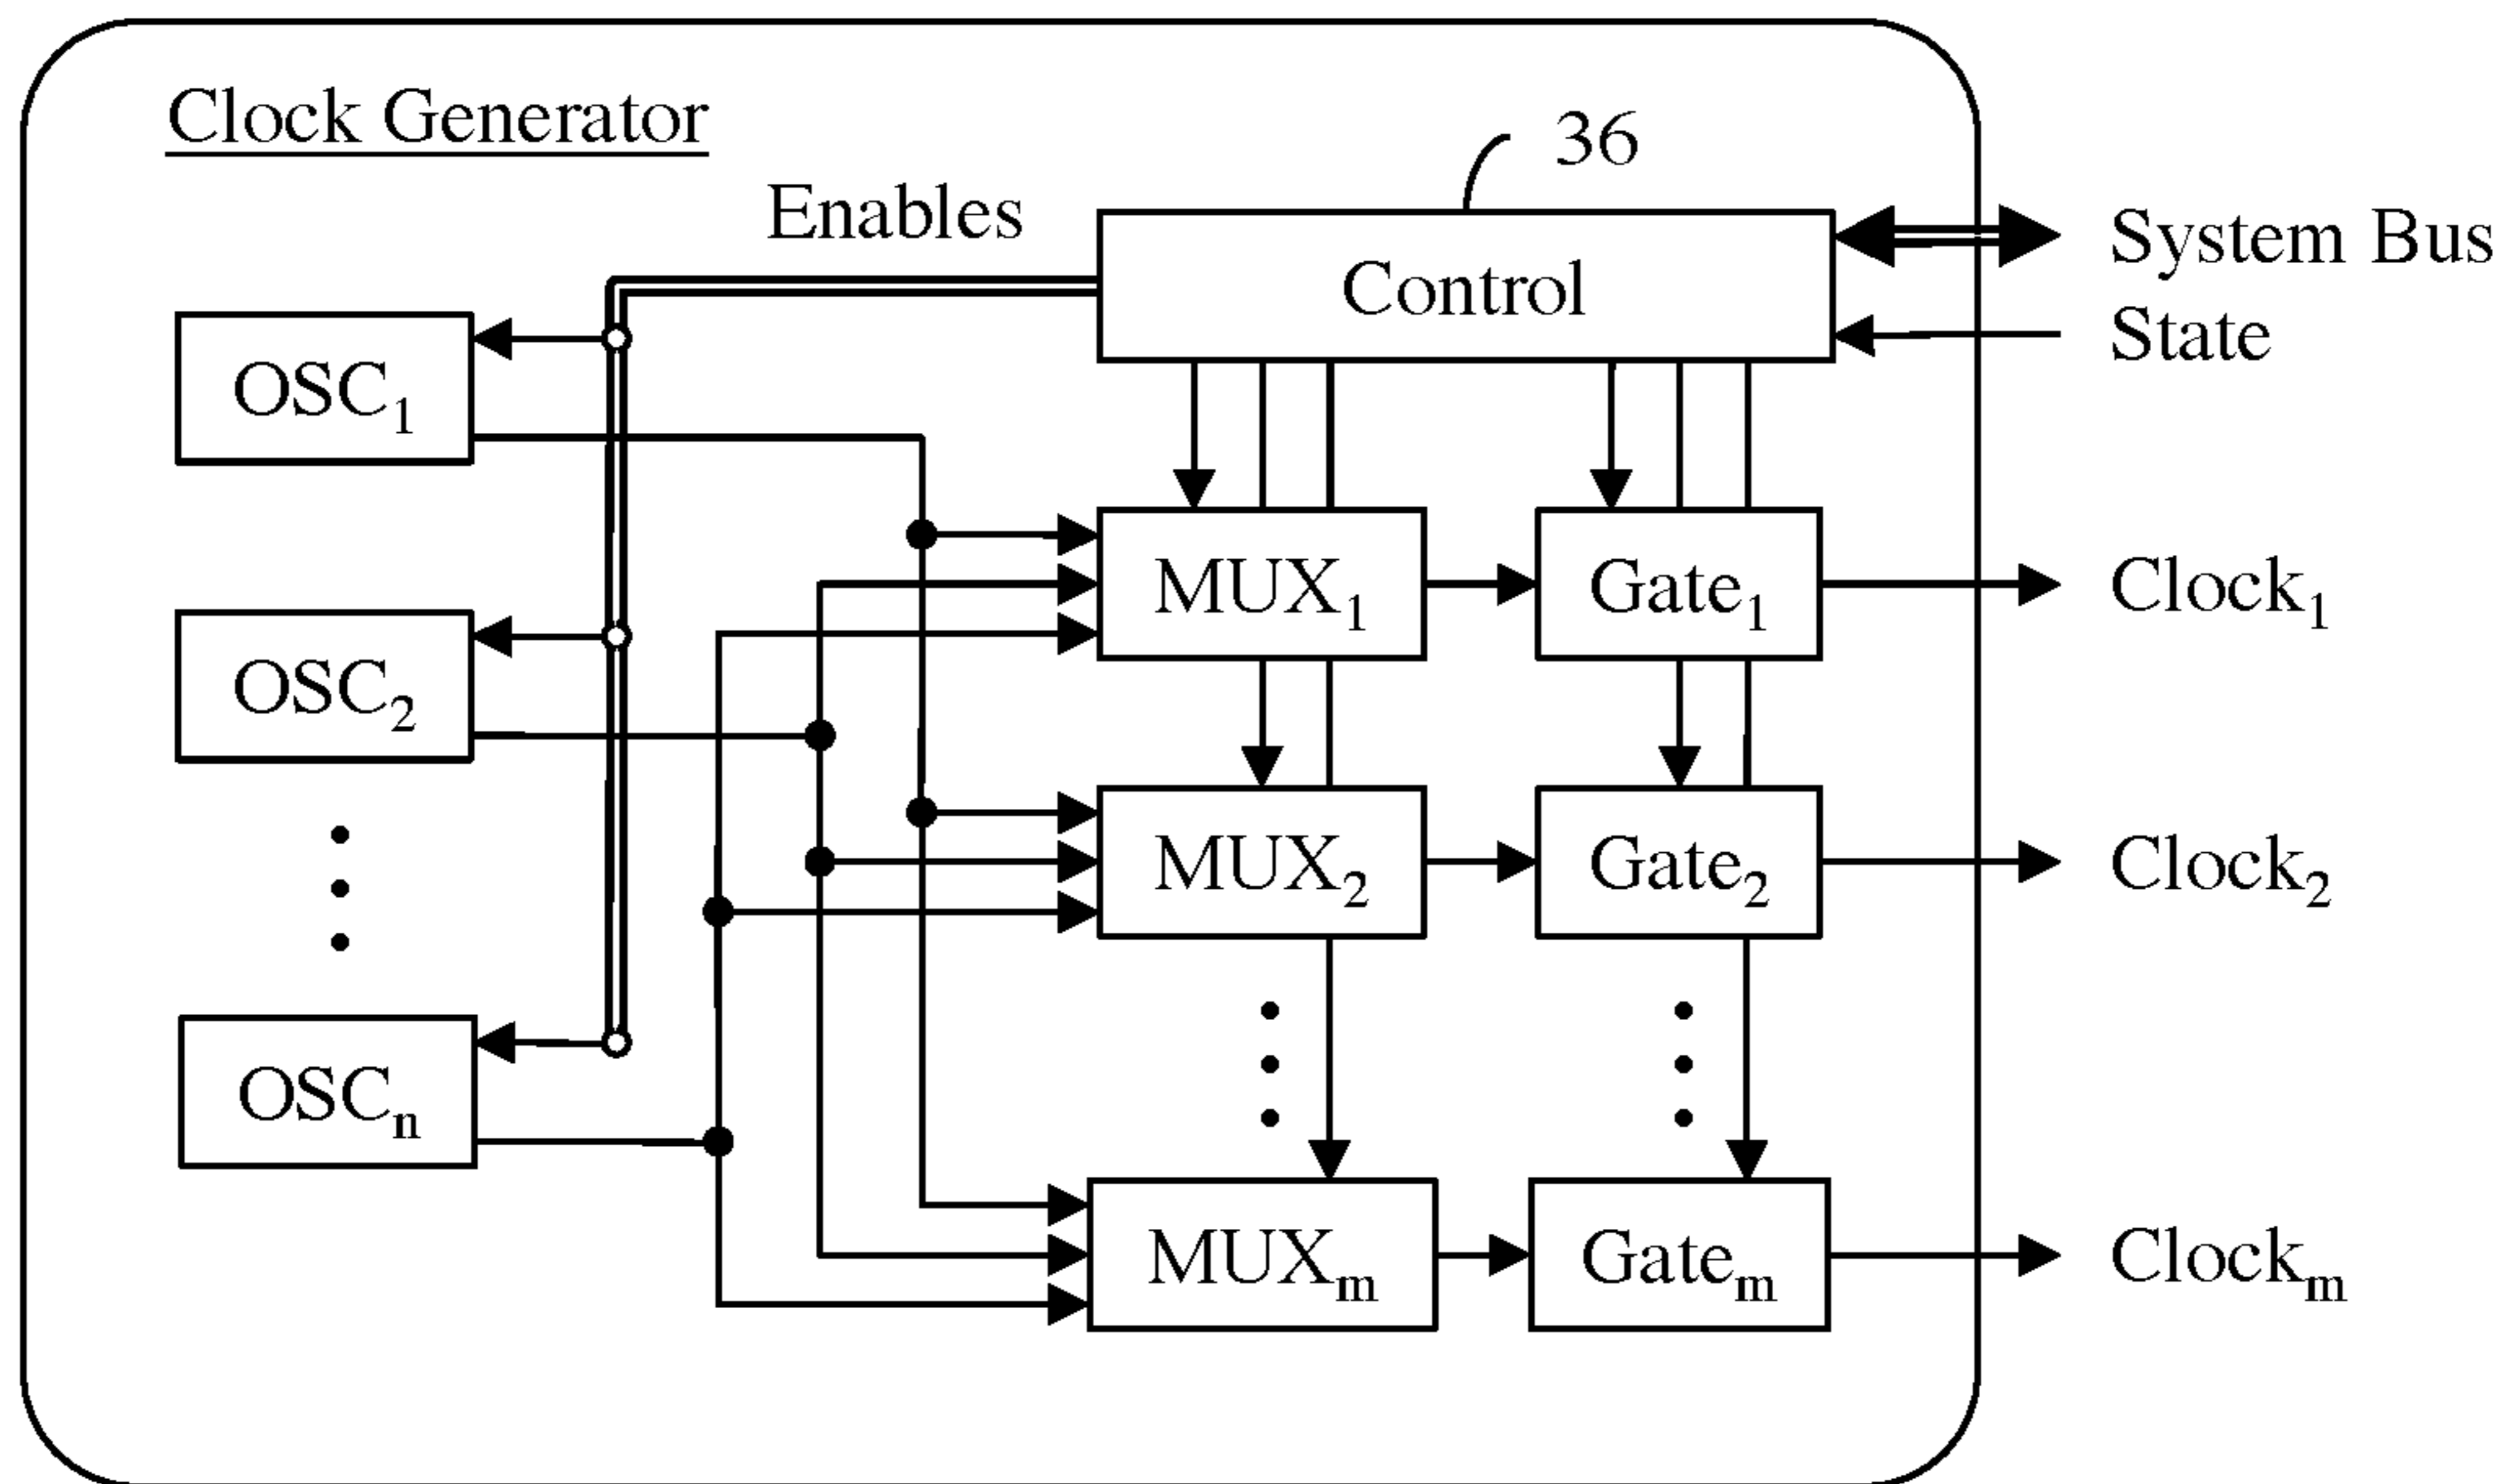 Clock Generator
36
Enables
System Bus
Control
State
OSC₁
MUX₁
Gate₁
Clock₁
OSC₂
MUX₂
Gate₂
Clock₂
OSCₙ
MUXₘ
Gateₘ
Clockₘ